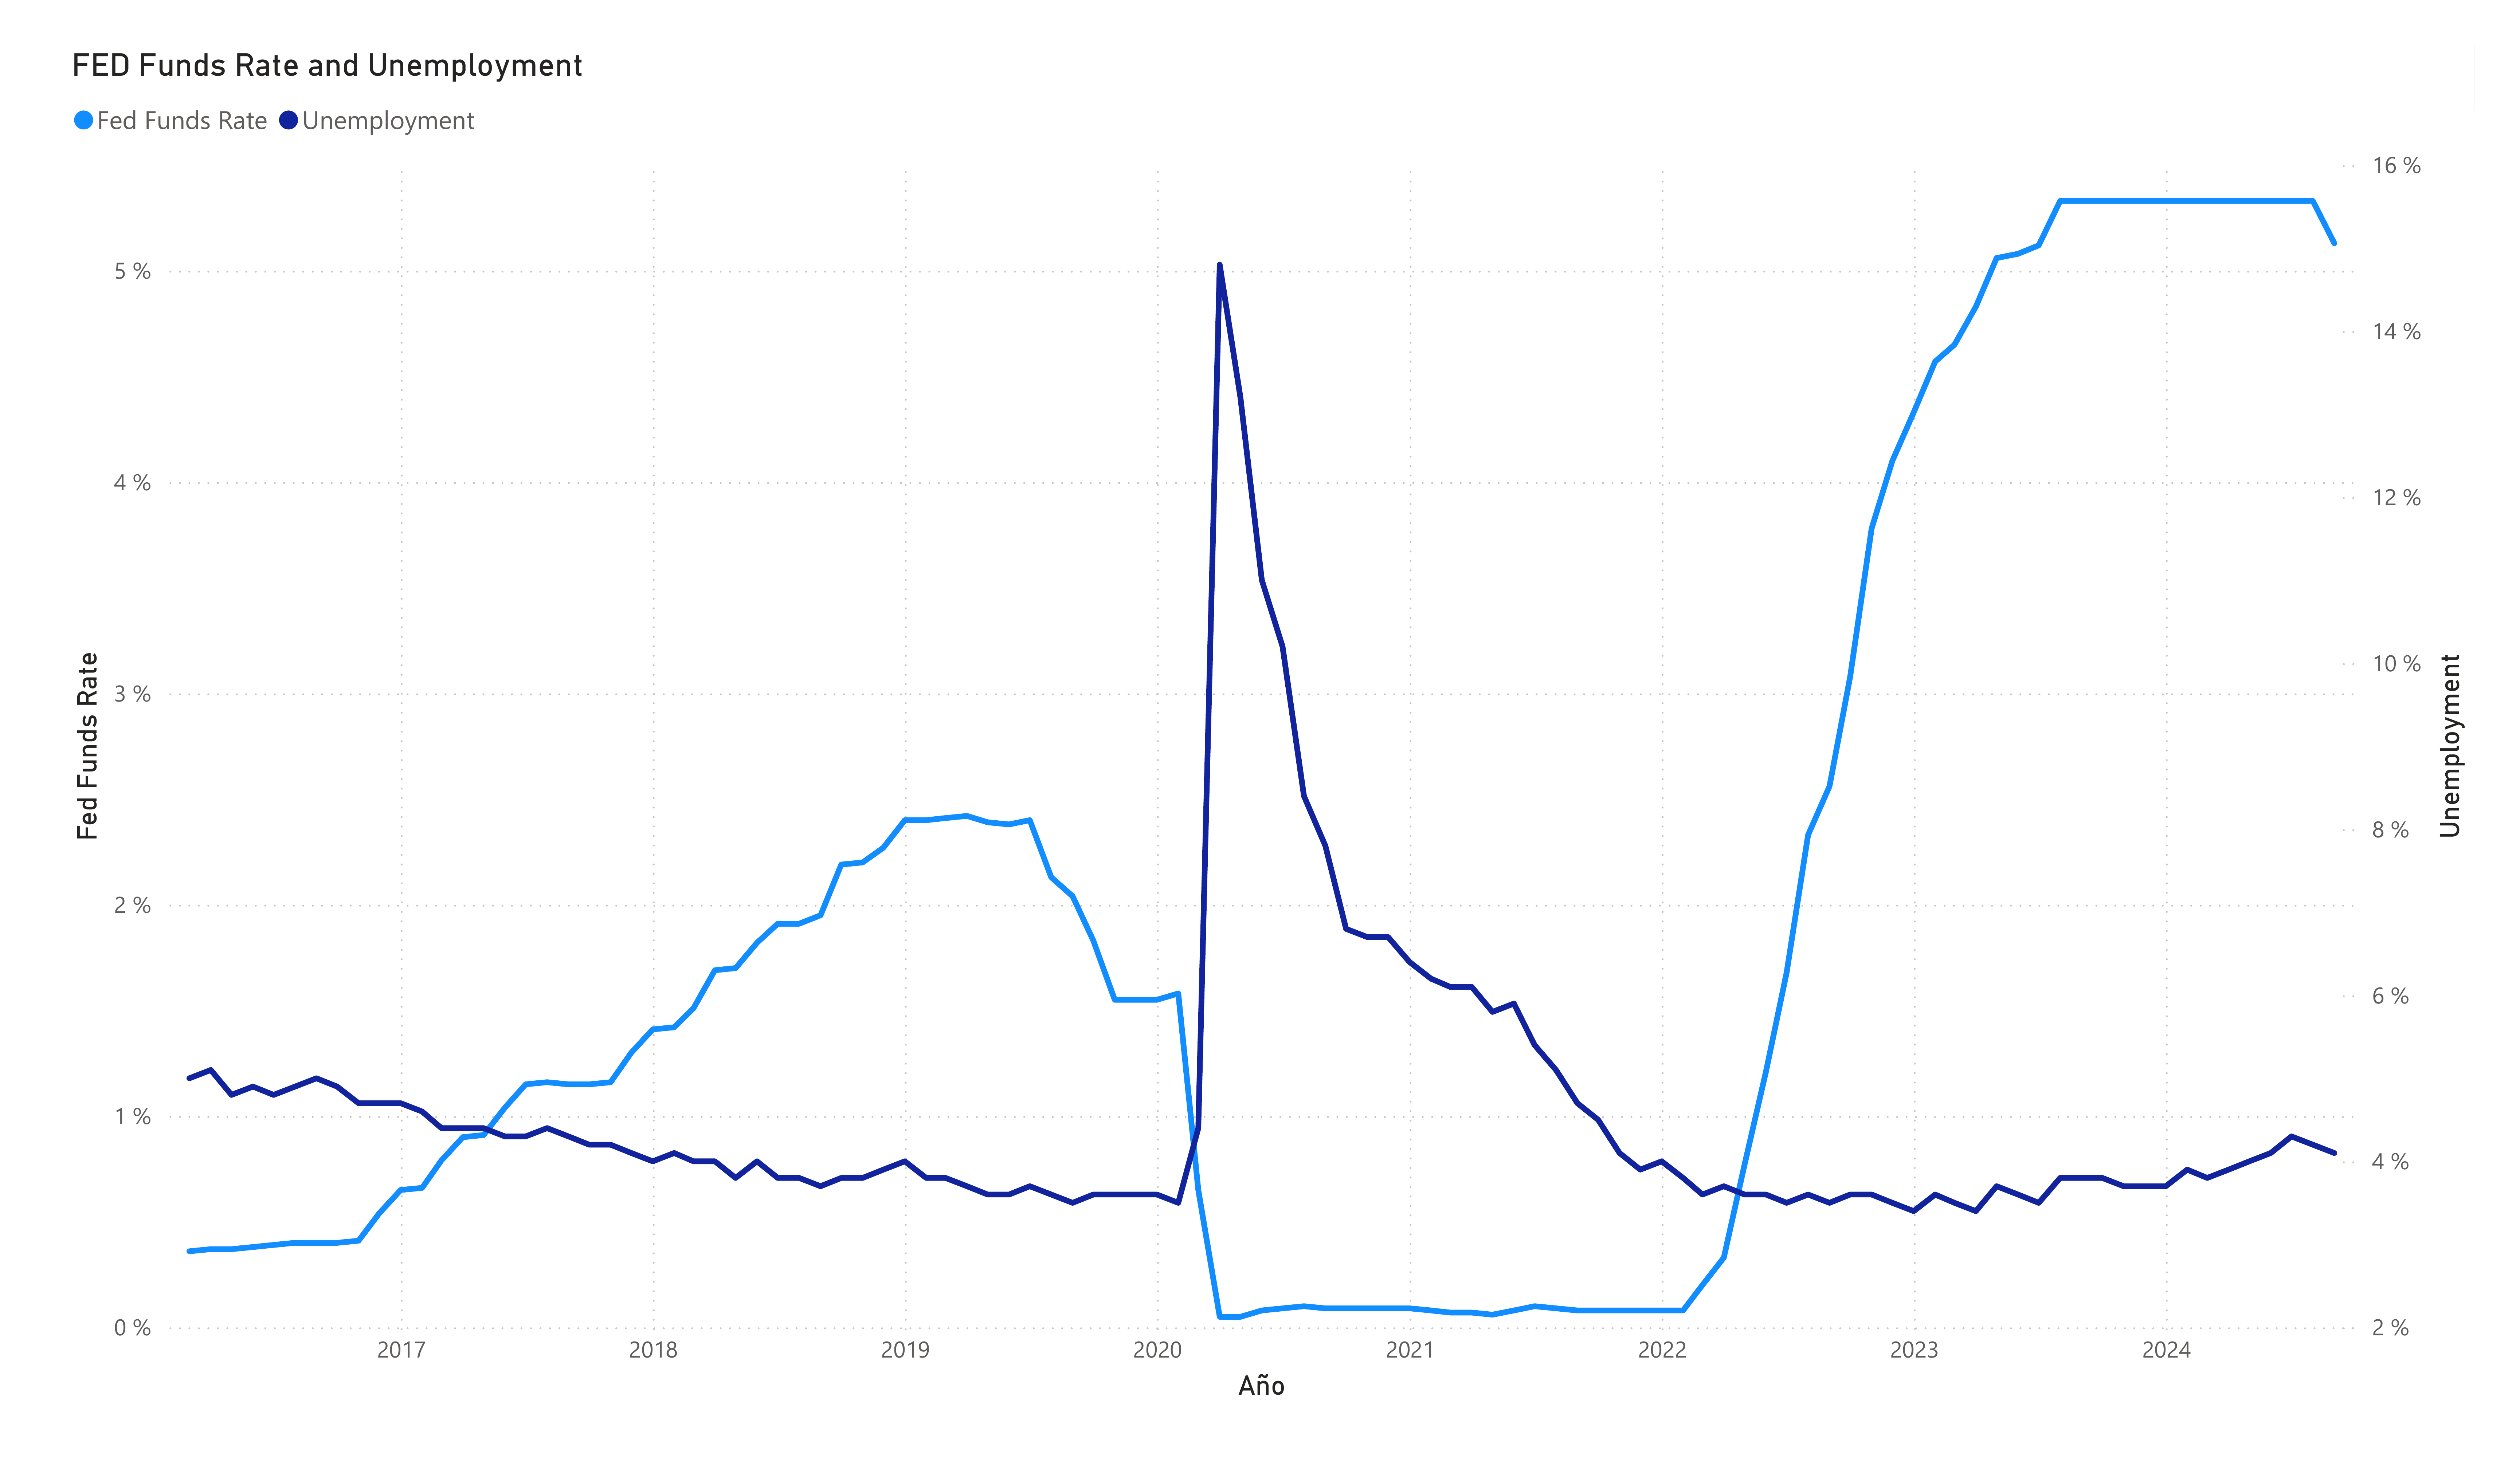 FED Funds Rate and Unemployment
Fed Funds Rate Unemployment
16 %
5 %
14 %
4 %
12 %
Fed Funds Rate
3 %
10 %
Unemployment
8 %
2 %
6 %
1 %
4 %
0 %
2 %
2017 2018 2019 2020 2021 2022 2023 2024
Año